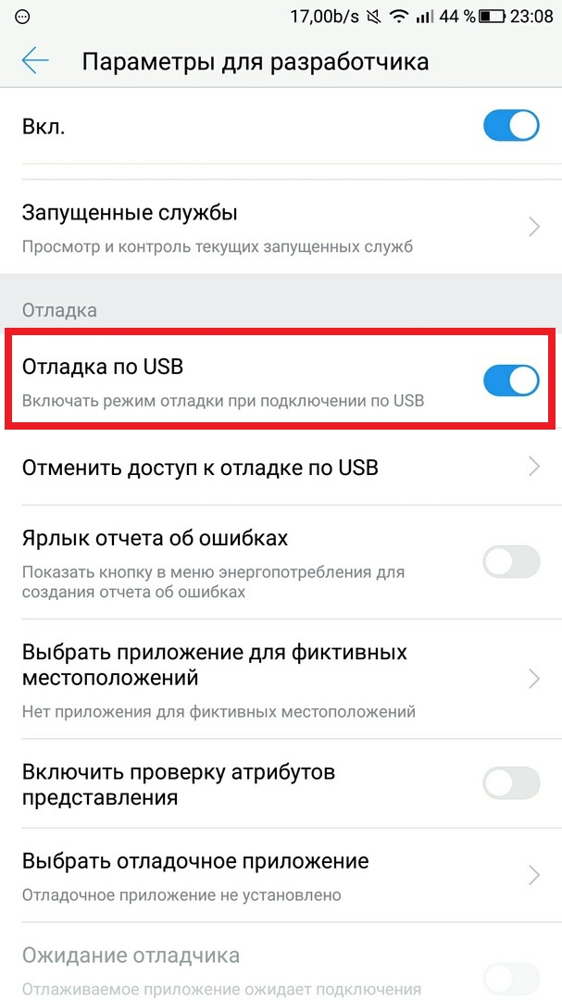 17,00b/s 44 % 23:08
Параметры для разработчика
Вкл.
Запущенные службы
Просмотр и контроль текущих запущенных служб
Отладка
Отладка по USB
Включать режим отладки при подключении по USB
Отменить доступ к отладке по USB
Ярлык отчета об ошибках
Показать кнопку в меню энергопотребления для
создания отчета об ошибках
Выбрать приложение для фиктивных
местоположений
Нет приложения для фиктивных местоположений
Включить проверку атрибутов
представления
Выбрать отладочное приложение
Отладочное приложение не установлено
Ожидание отладчика
Отлаживаемое приложение ожидает подключения